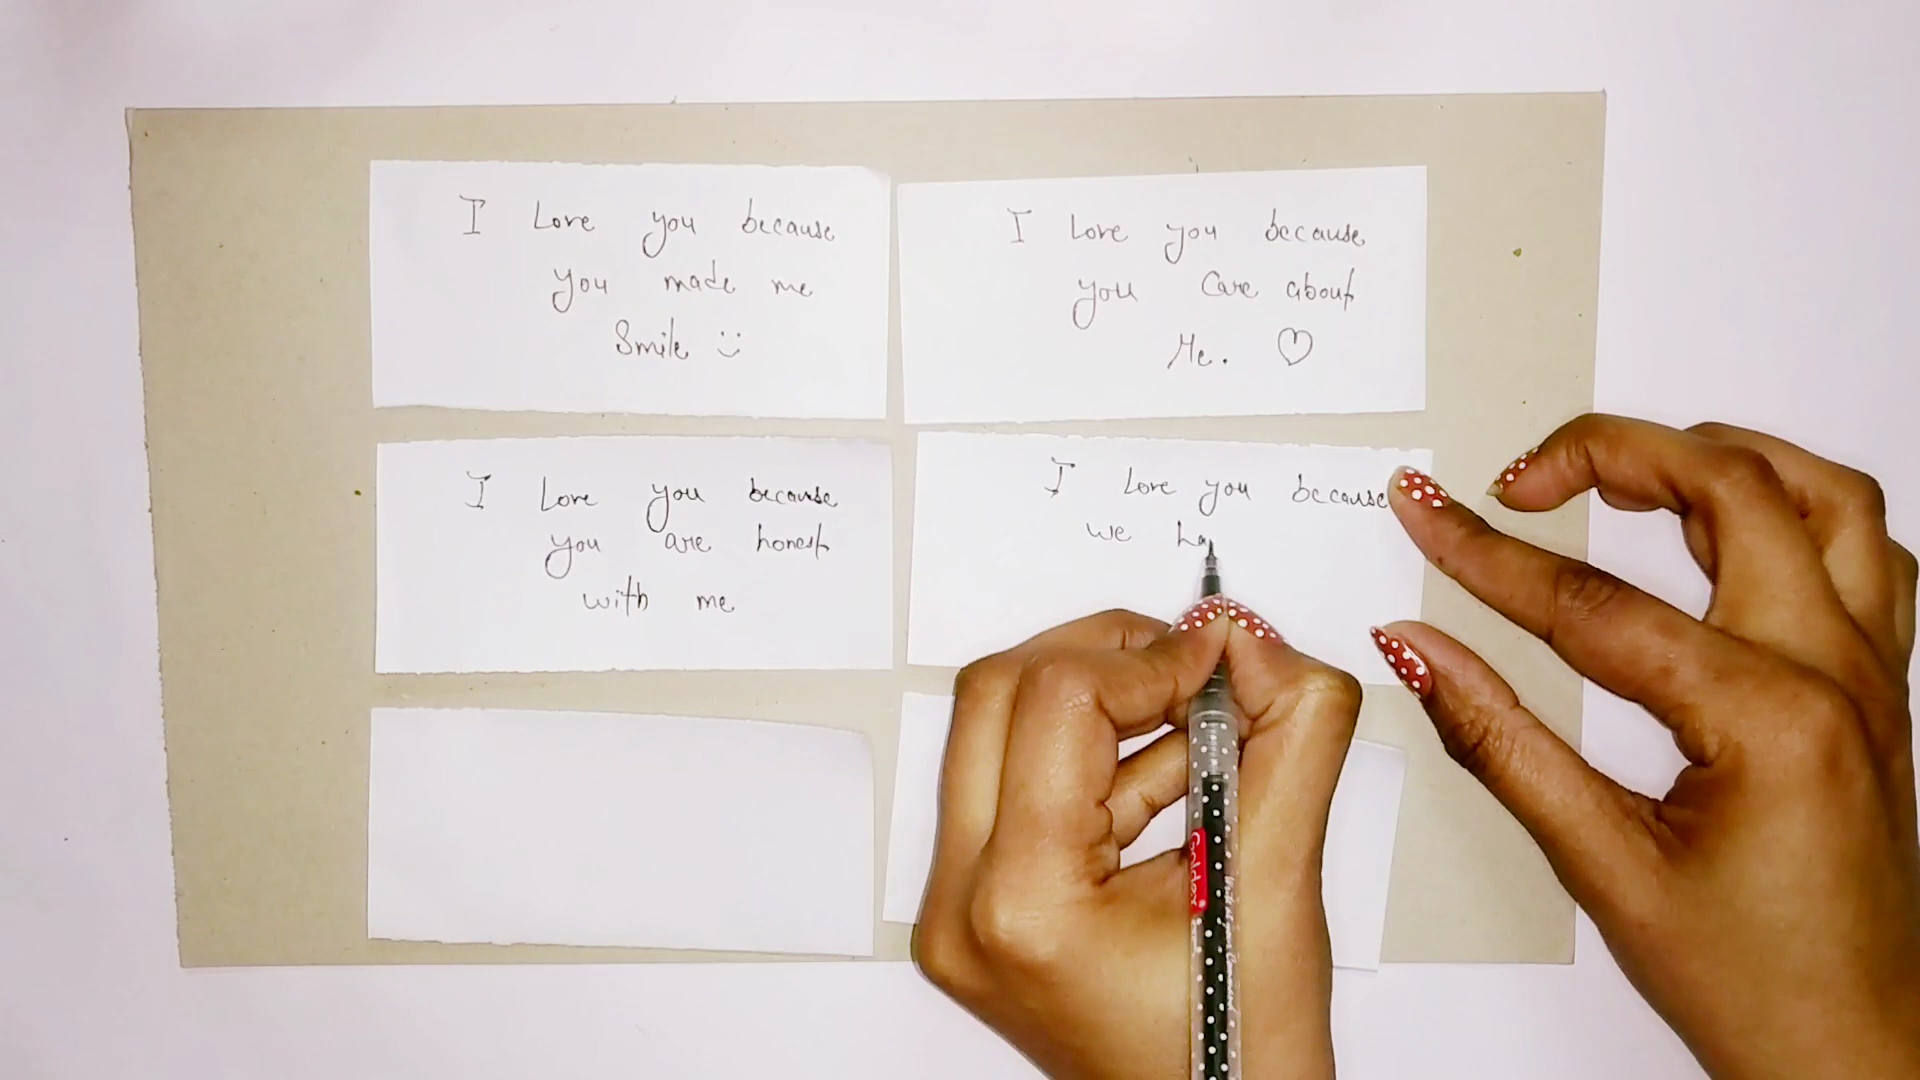 I Love you because
you made me
Smile
I Love you because
you Care about
Me.
I Love you because
you are honest
with me
I Love you because
we ha